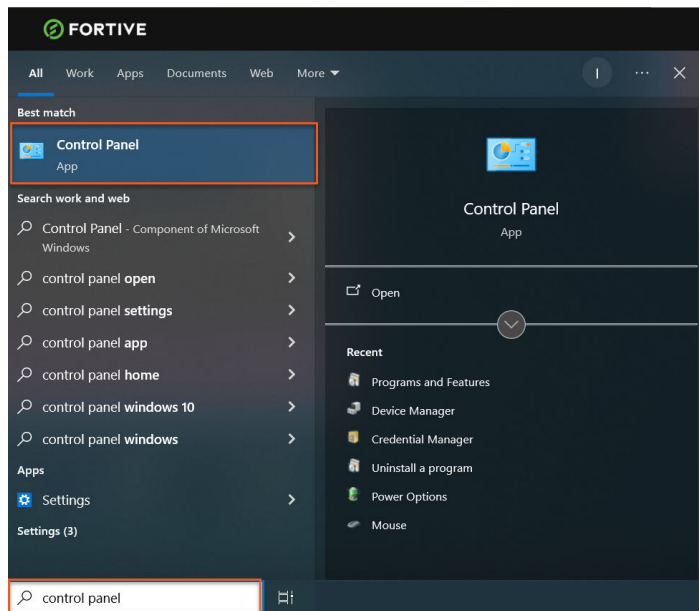 FORTIVE
All Work Apps Documents Web More
I
Best match
Control Panel
App
Search work and web
Control Panel - Component of Microsoft
Windows
control panel open
control panel settings
control panel app
control panel home
control panel windows 10
control panel windows
Apps
Settings
Settings (3)
control panel
Control Panel
App
Open
Recent
Programs and Features
Device Manager
Credential Manager
Uninstall a program
Power Options
Mouse